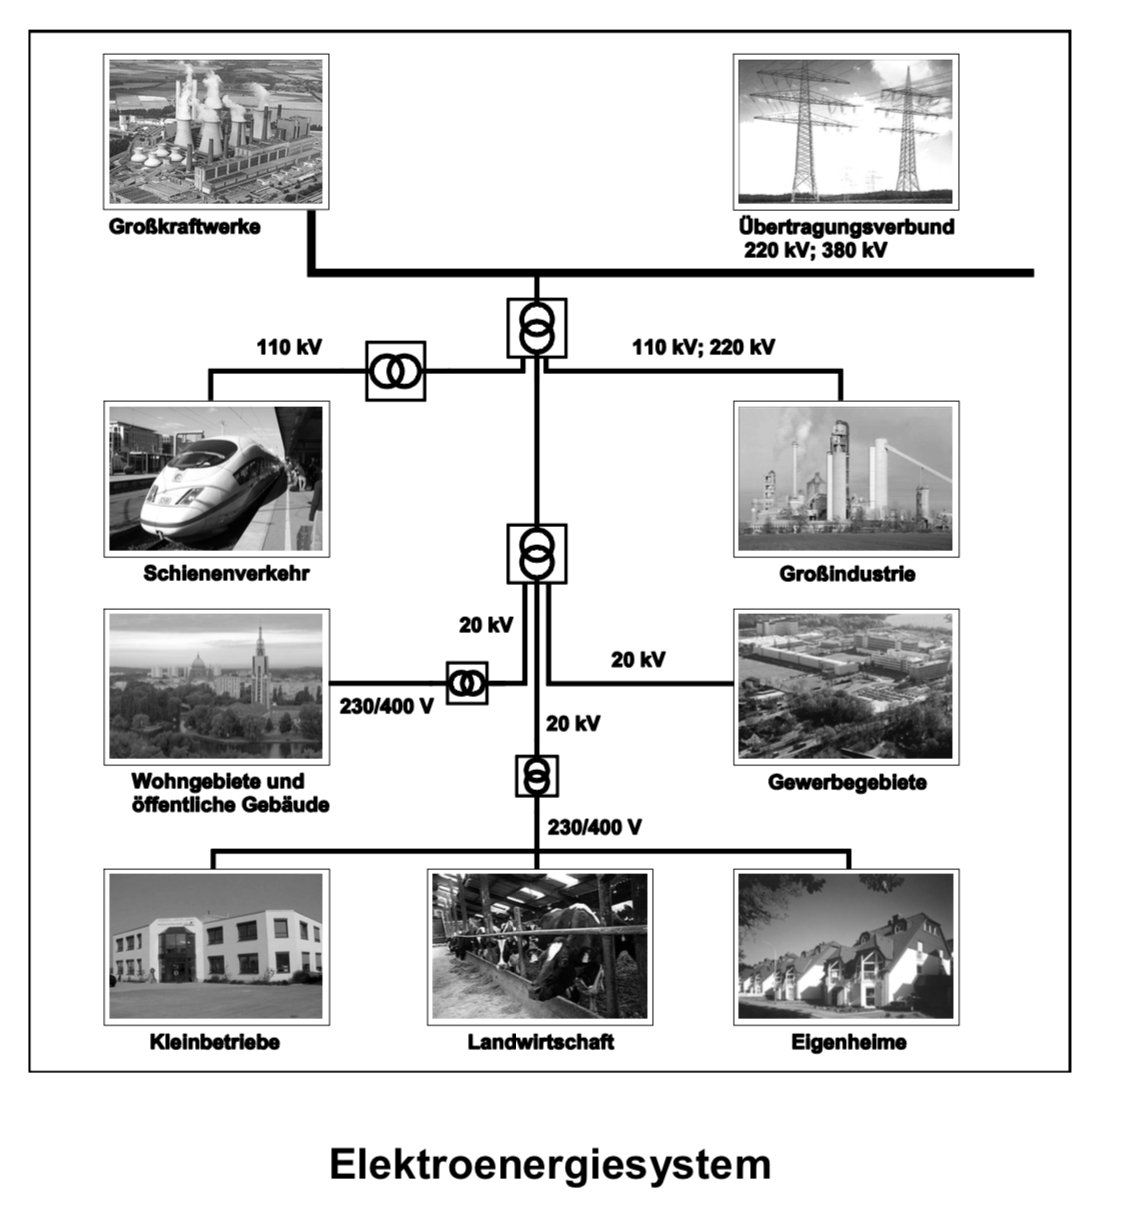 Großkraftwerke
Übertragungsverbund
220 kV; 380 kV
110 kV
110 kV; 220 kV
Schienenverkehr
Großindustrie
20 kV
20 kV
230/400 V
20 kV
Wohngebiete und
öffentliche Gebäude
Gewerbegebiete
230/400 V
Kleinbetriebe
Landwirtschaft
Eigenheime
Elektroenergiesystem